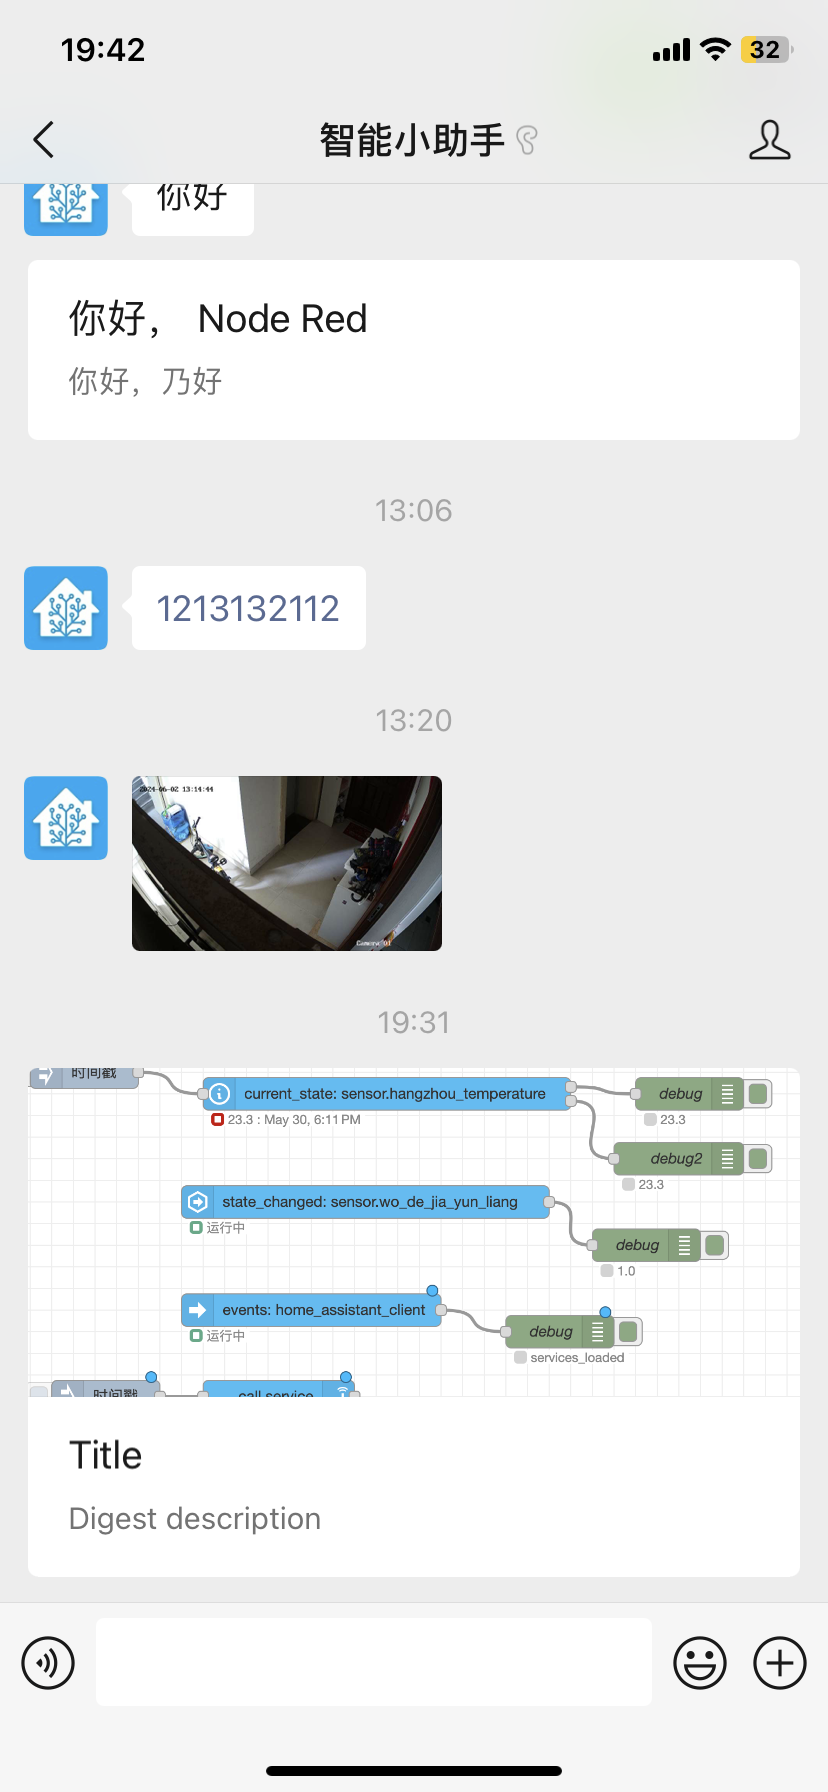 19:42
32
智能小助手
你好
你好， Node Red
你好，乃好
13:06
1213132112
13:20
2024-06-02 13:14:44
Camera 01
19:31
时间戳
current_state: sensor.hangzhou_temperature
debug
23.3 : May 30, 6:11 PM
23.3
debug2
23.3
state_changed: sensor.wo_de_jia_yun_liang
运行中
debug
1.0
events: home_assistant_client
运行中
debug
services_loaded
时间戳
call service
Title
Digest description